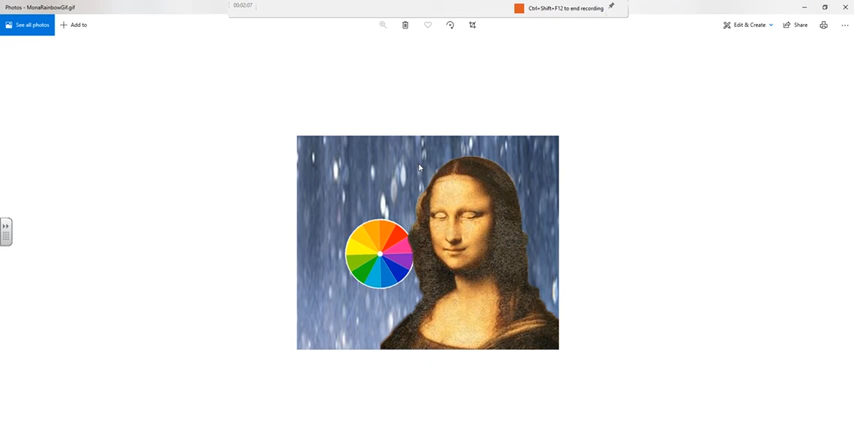 Photos - MonaRainbowGif.gif
00:02:07
Ctrl+Shift+F12 to end recording
See all photos
Add to
Edit & Create
Share